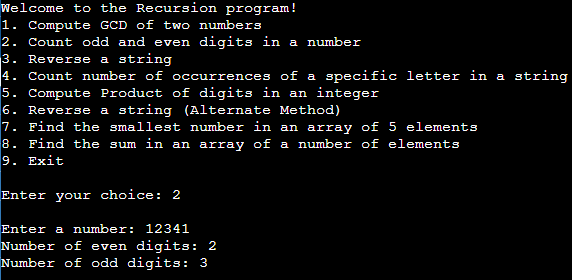 Welcome to the Recursion program!
1. Compute GCD of two numbers
2. Count odd and even digits in a number
3. Reverse a string
4. Count number of occurrences of a specific letter in a string
5. Compute Product of digits in an integer
6. Reverse a string (Alternate Method)
7. Find the smallest number in an array of 5 elements
8. Find the sum in an array of a number of elements
9. Exit
Enter your choice: 2
Enter a number: 12341
Number of even digits: 2
Number of odd digits: 3